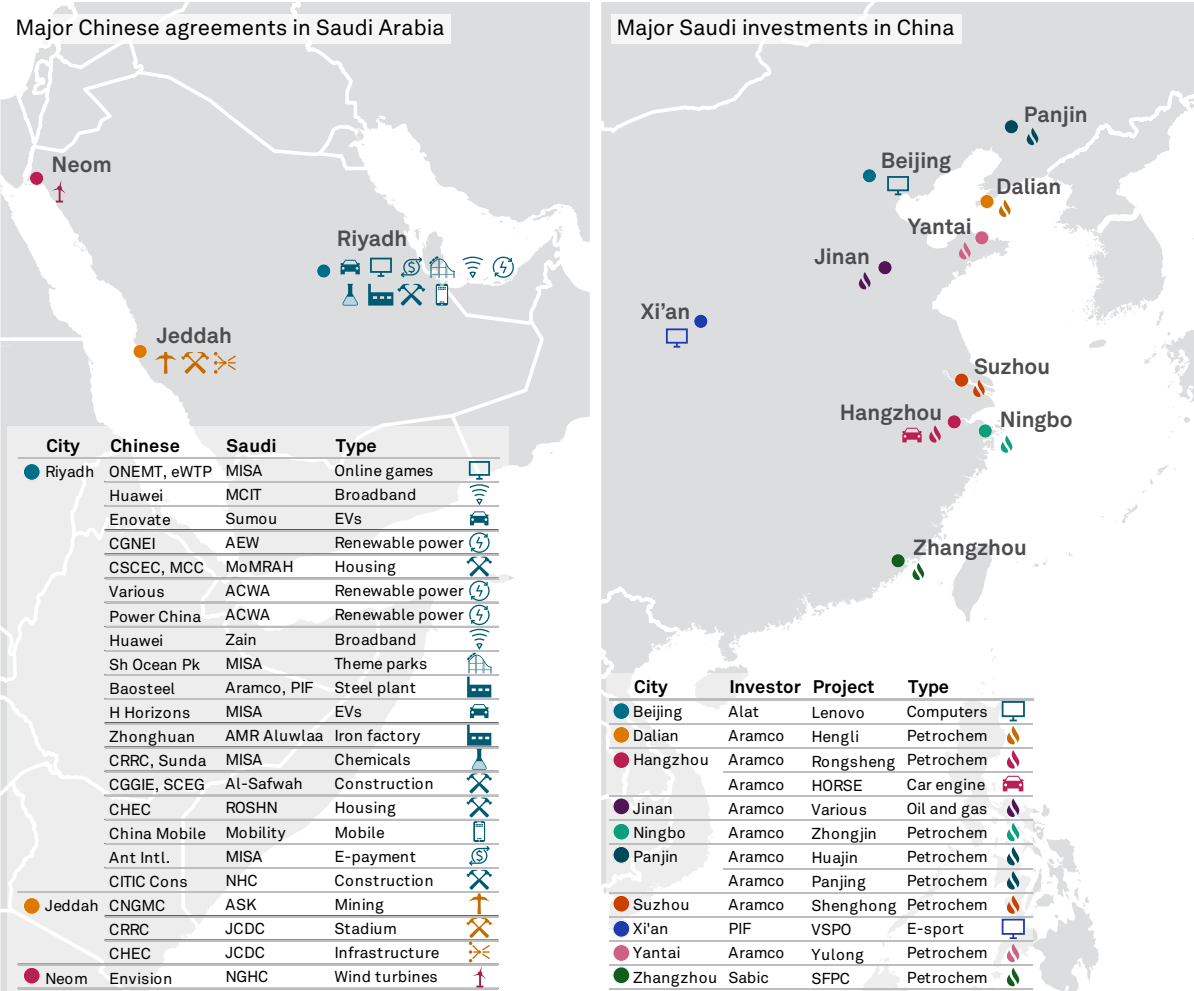 Major Chinese agreements in Saudi Arabia
Neom
Riyadh
Jeddah
City Chinese Saudi Type
Riyadh ONEMT, eWTP MISA Online games
Huawei MCIT Broadband
Enovate Sumou EVs
CGNEI AEW Renewable power
CSCEC, MCC MoMRAH Housing
Various ACWA Renewable power
Power China ACWA Renewable power
Huawei Zain Broadband
Sh Ocean Pk MISA Theme parks
Baosteel Aramco, PIF Steel plant
H Horizons MISA EVs
Zhonghuan AMR Aluwlaa Iron factory
CRRC, Sunda MISA Chemicals
CGGIE, SCEG Al-Safwah Construction
CHEC ROSHN Housing
China Mobile Mobility Mobile
Ant Intl. MISA E-payment
CITIC Cons NHC Construction
Jeddah CNGMC ASK Mining
CRRC JCDC Stadium
CHEC JCDC Infrastructure
Neom Envision NGHC Wind turbines
Major Saudi investments in China
Panjin
Beijing
Dalian
Yantai
Jinan
Xi'an
Suzhou
Hangzhou
Ningbo
Zhangzhou
City Investor Project Type
Beijing Alat Lenovo Computers
Dalian Aramco Hengli Petrochem
Hangzhou Aramco Rongsheng Petrochem
Aramco HORSE Car engine
Jinan Aramco Various Oil and gas
Ningbo Aramco Zhongjin Petrochem
Panjin Aramco Huajin Petrochem
Aramco Panjing Petrochem
Suzhou Aramco Shenghong Petrochem
Xi'an PIF VSPO E-sport
Yantai Aramco Yulong Petrochem
Zhangzhou Sabic SFPC Petrochem